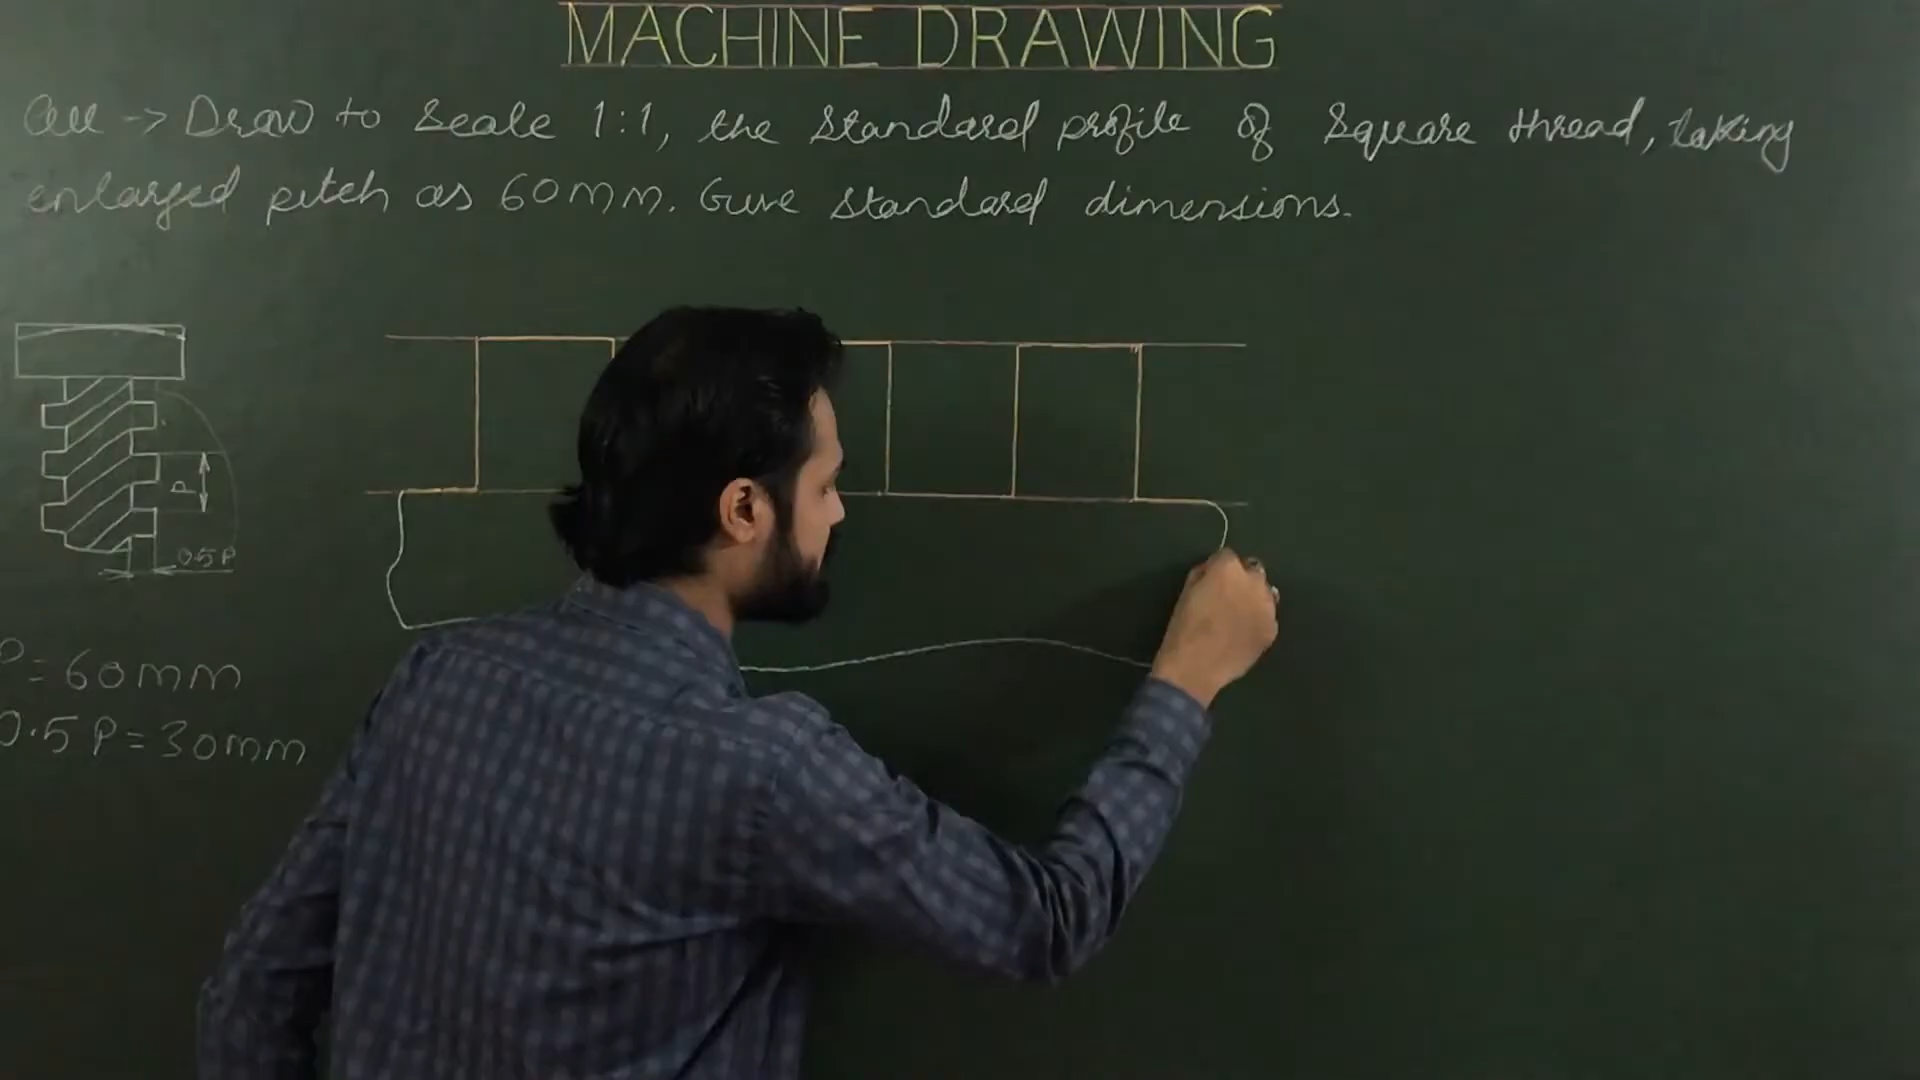 MACHINE DRAWING
Que → Draw to Scale 1:1, the standard profile of Square thread, taking
enlarged pitch as 60mm. Give standard dimensions.
P
0.5P
P=60mm
0.5P=30mm